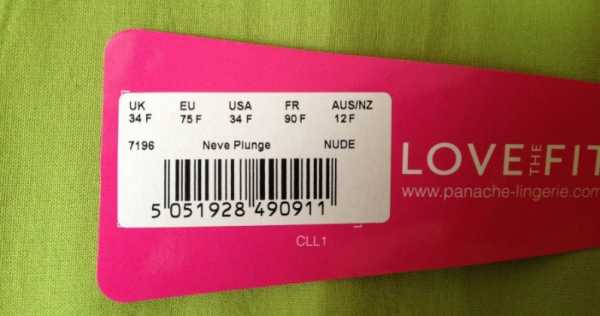 UK EU USA FR AUS/NZ
34 F 75 F 34 F 90 F 12 F
7196 Neve Plunge NUDE
5 051928 490911
CLL1
LOVE THE FIT
www.panache-lingerie.com